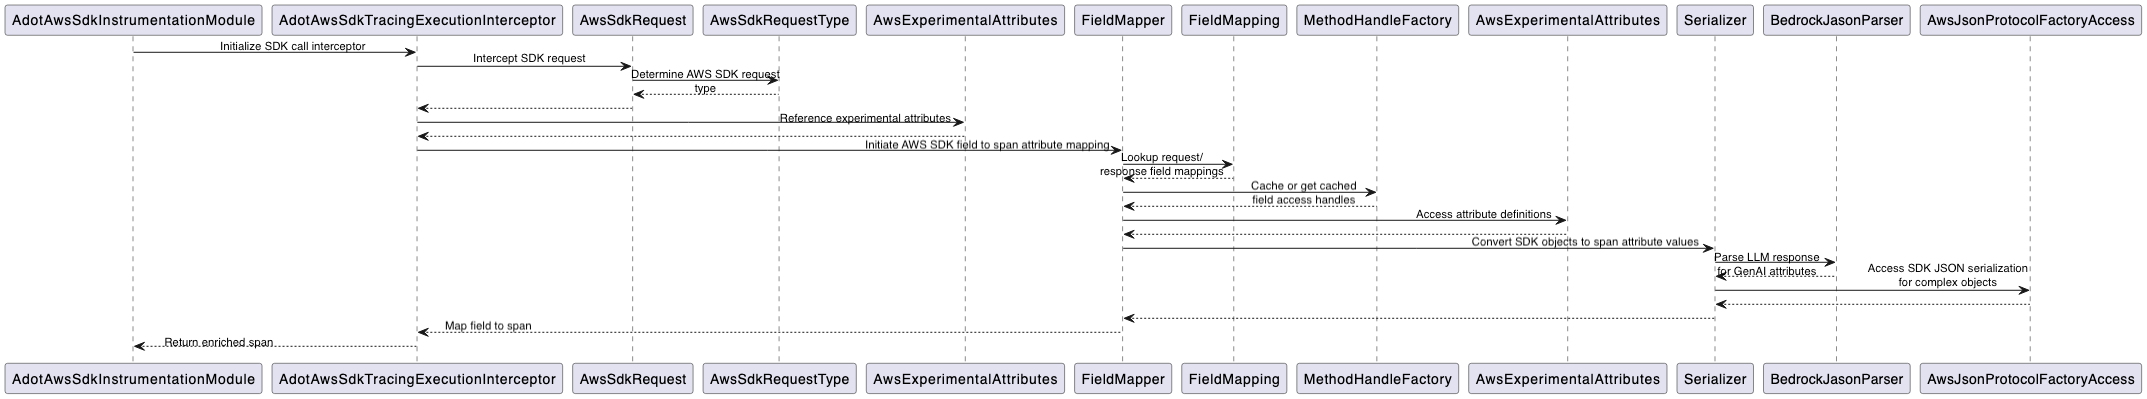 AdotAwsSdkInstrumentationModule
AdotAwsSdkTracingExecutionInterceptor
AwsSdkRequest
AwsSdkRequestType
AwsExperimentalAttributes
FieldMapper
FieldMapping
MethodHandleFactory
AwsExperimentalAttributes
Serializer
BedrockJasonParser
AwsJsonProtocolFactoryAccess
Initialize SDK call interceptor
Intercept SDK request
Determine AWS SDK request
type
Reference experimental attributes
Initiate AWS SDK field to span attribute mapping
Lookup request/
response field mappings
Cache or get cached
field access handles
Access attribute definitions
Convert SDK objects to span attribute values
Parse LLM response
for GenAI attributes
Access SDK JSON serialization
for complex objects
Map field to span
Return enriched span
AdotAwsSdkInstrumentationModule
AdotAwsSdkTracingExecutionInterceptor
AwsSdkRequest
AwsSdkRequestType
AwsExperimentalAttributes
FieldMapper
FieldMapping
MethodHandleFactory
AwsExperimentalAttributes
Serializer
BedrockJasonParser
AwsJsonProtocolFactoryAccess